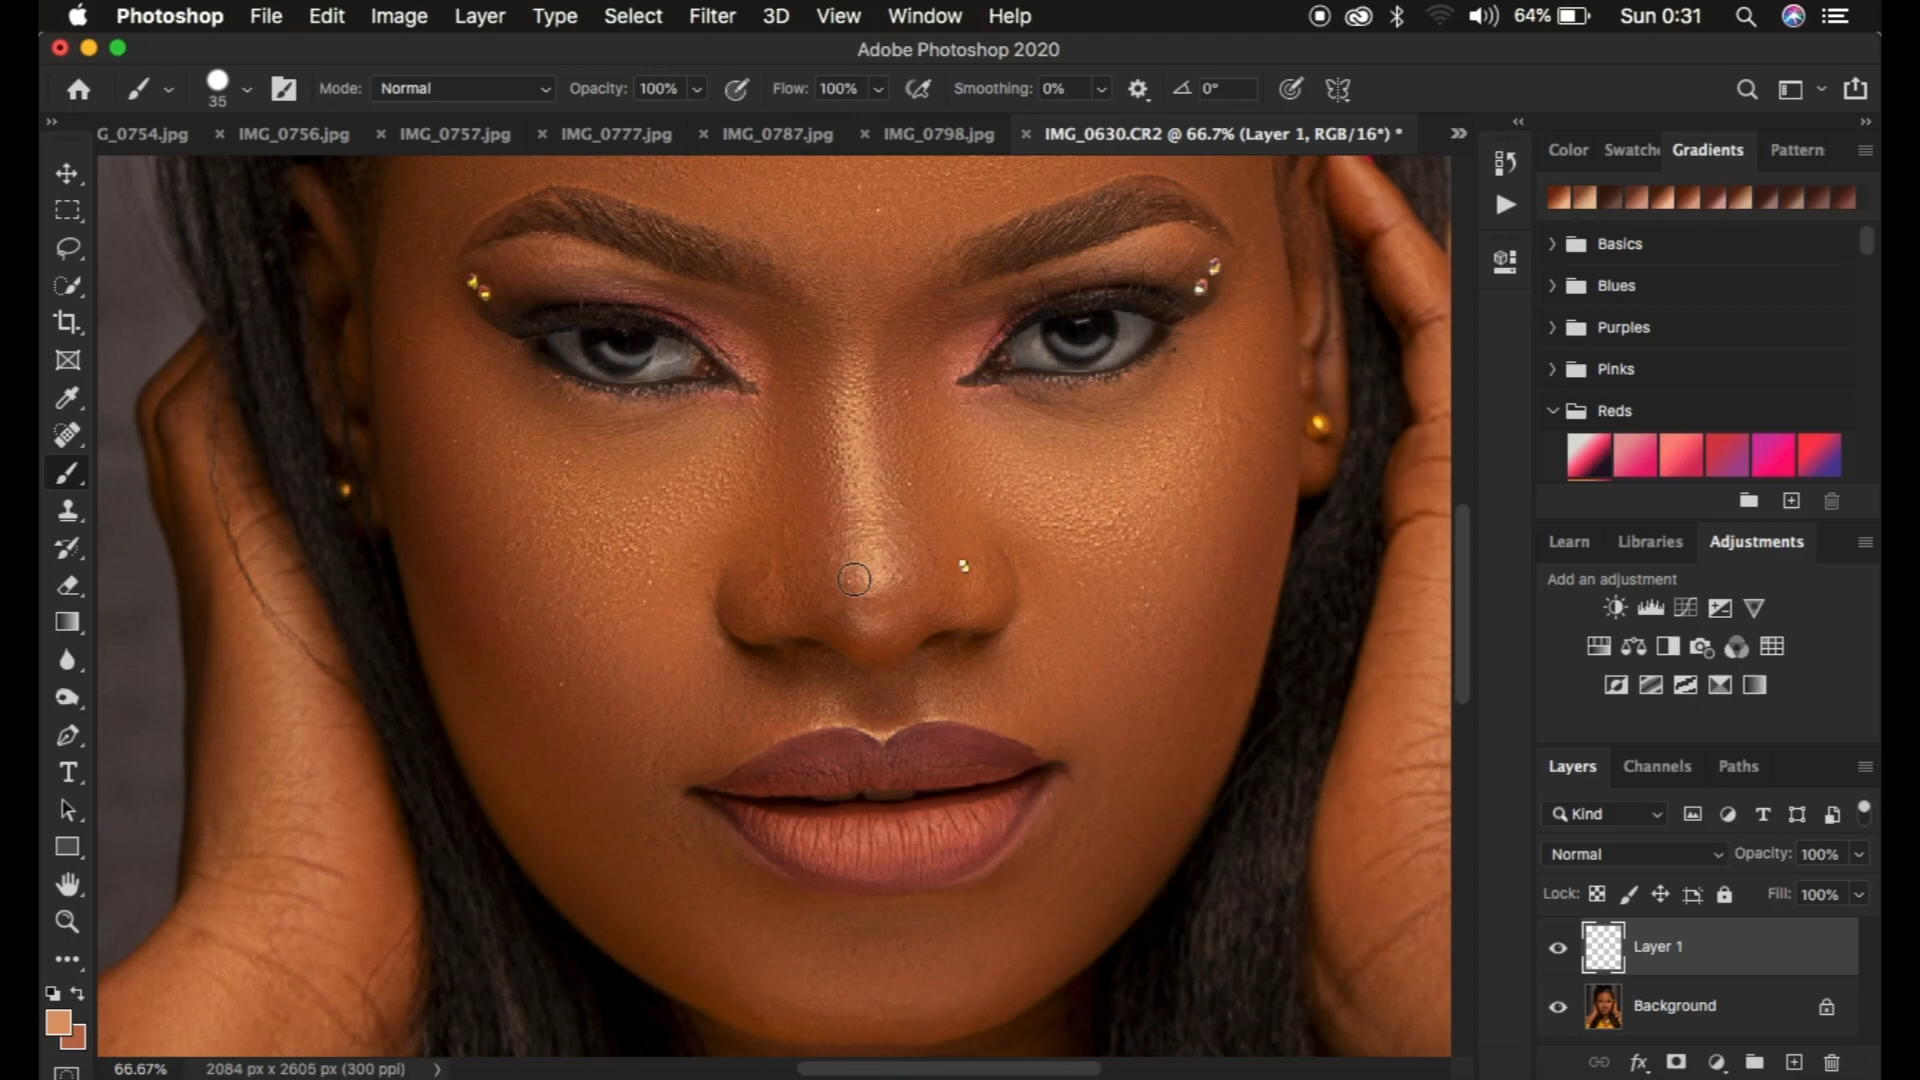 Photoshop File Edit Image Layer Type Select Filter 3D View Window Help 64% Sun 0:31
Adobe Photoshop 2020
35 Mode: Normal Opacity: 100% Flow: 100% Smoothing: 0% 0°
G_0754.jpg IMG_0756.jpg IMG_0757.jpg IMG_0777.jpg IMG_0787.jpg IMG_0798.jpg IMG_0630.CR2 @ 66.7% (Layer 1, RGB/16*) *
Color Swatche Gradients Pattern
Basics
Blues
Purples
Pinks
Reds
Learn Libraries Adjustments
Add an adjustment
Layers Channels Paths
Kind
Normal Opacity: 100%
Lock: Fill: 100%
Layer 1
Background
66.67% 2084 px x 2605 px (300 ppi)